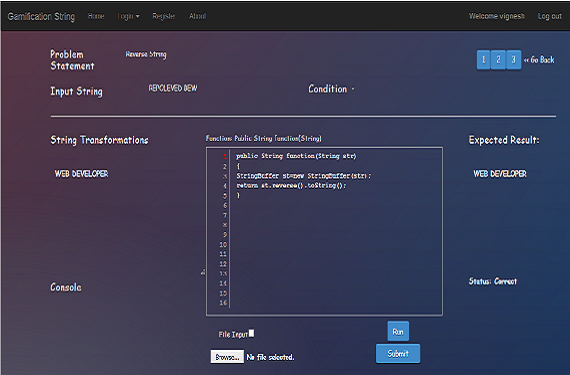 Gamification String Home Login Register About Welcome vignesh Log out
Problem Statement Reverse String 1 2 3 << Go Back
Input String REPOLEVED BEW Condition -
String Transformations Function: Public String function(String) Expected Result:
WEB DEVELOPER WEB DEVELOPER
1 public String function(String str)
2 {
3 StringBuffer st=new StringBuffer(str);
4 return st.reverse().toString();
5 }
6
7
8
9
10
11
12
13
14
15
16
Console Status: Correct
File Input Run
Browse... No file selected. Submit